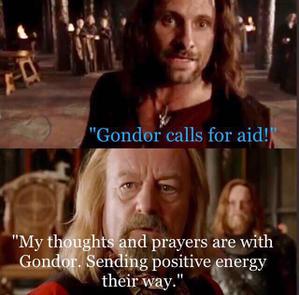 "Gondor calls for aid!"
"My thoughts and prayers are with
Gondor. Sending positive energy
their way."